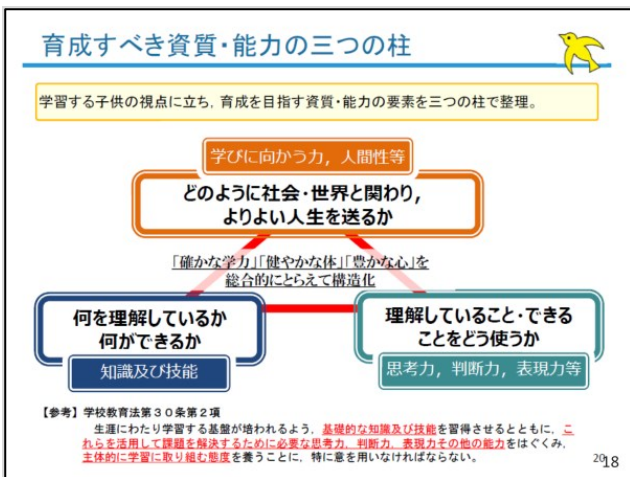 育成すべき資質・能力の三つの柱
学習する子供の視点に立ち，育成を目指す資質・能力の要素を三つの柱で整理。
学びに向かう力，人間性等
どのように社会・世界と関わり，
よりよい人生を送るか
「確かな学力」「健やかな体」「豊かな心」を
総合的にとらえて構造化
何を理解しているか
何ができるか
知識及び技能
理解していること・できる
ことをどう使うか
思考力，判断力，表現力等
【参考】学校教育法第３０条第２項
生涯にわたり学習する基盤が培われるよう，基礎的な知識及び技能を習得させるとともに，こ
れらを活用して課題を解決するために必要な思考力，判断力，表現力その他の能力をはぐくみ，
主体的に学習に取り組む態度を養うことに，特に意を用いなければならない。
20
18